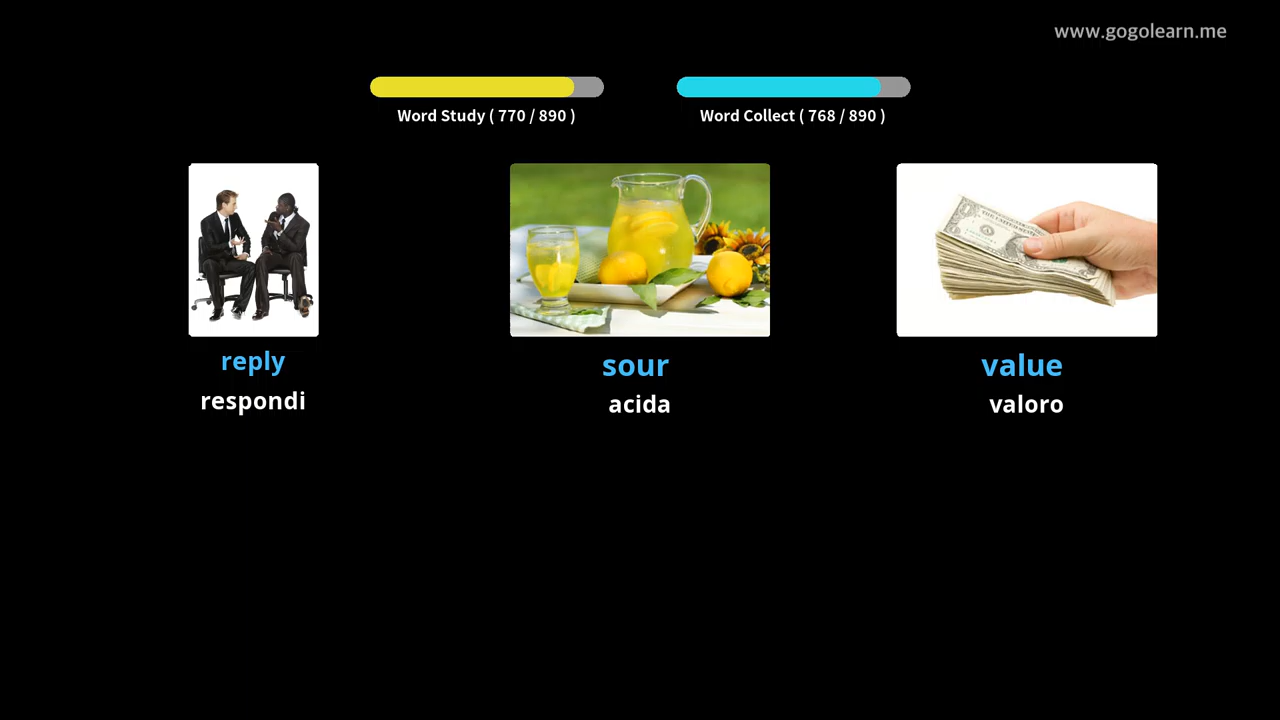 www.gogolearn.me
Word Study ( 770 / 890 )
Word Collect ( 768 / 890 )
reply
respondi
sour
acida
value
valoro